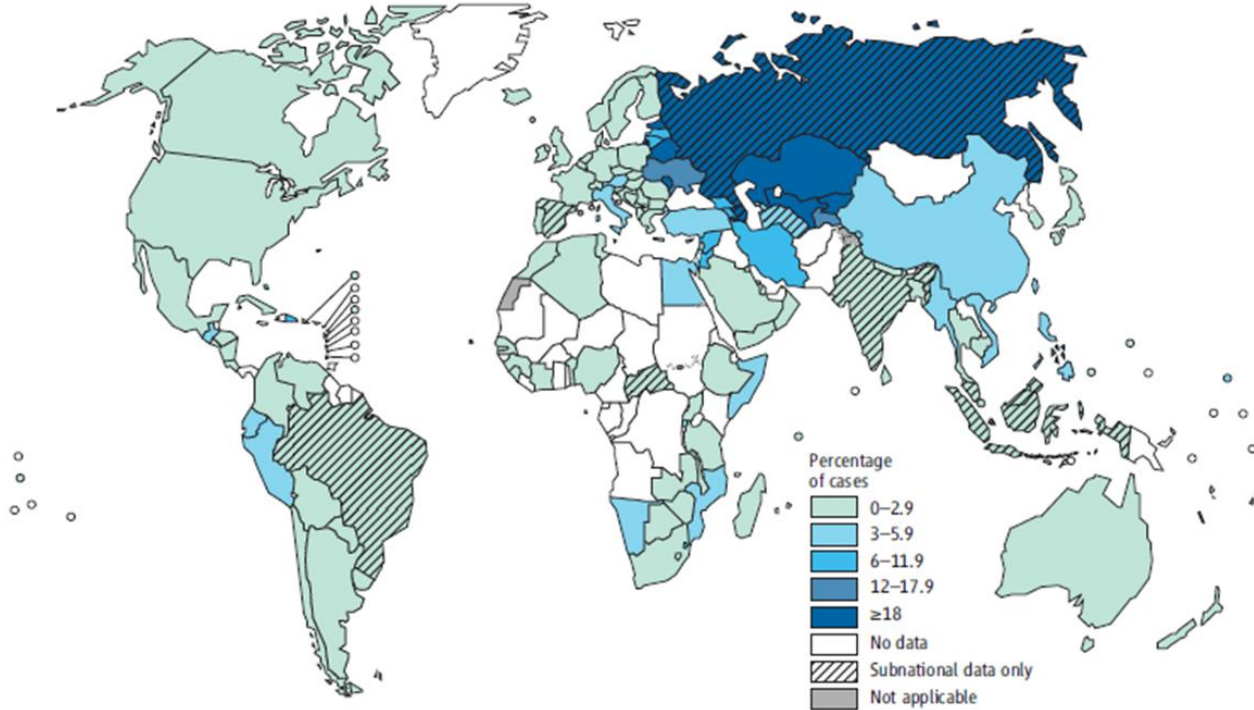 Percentage
of cases
0–2.9
3–5.9
6–11.9
12–17.9
≥18
No data
Subnational data only
Not applicable